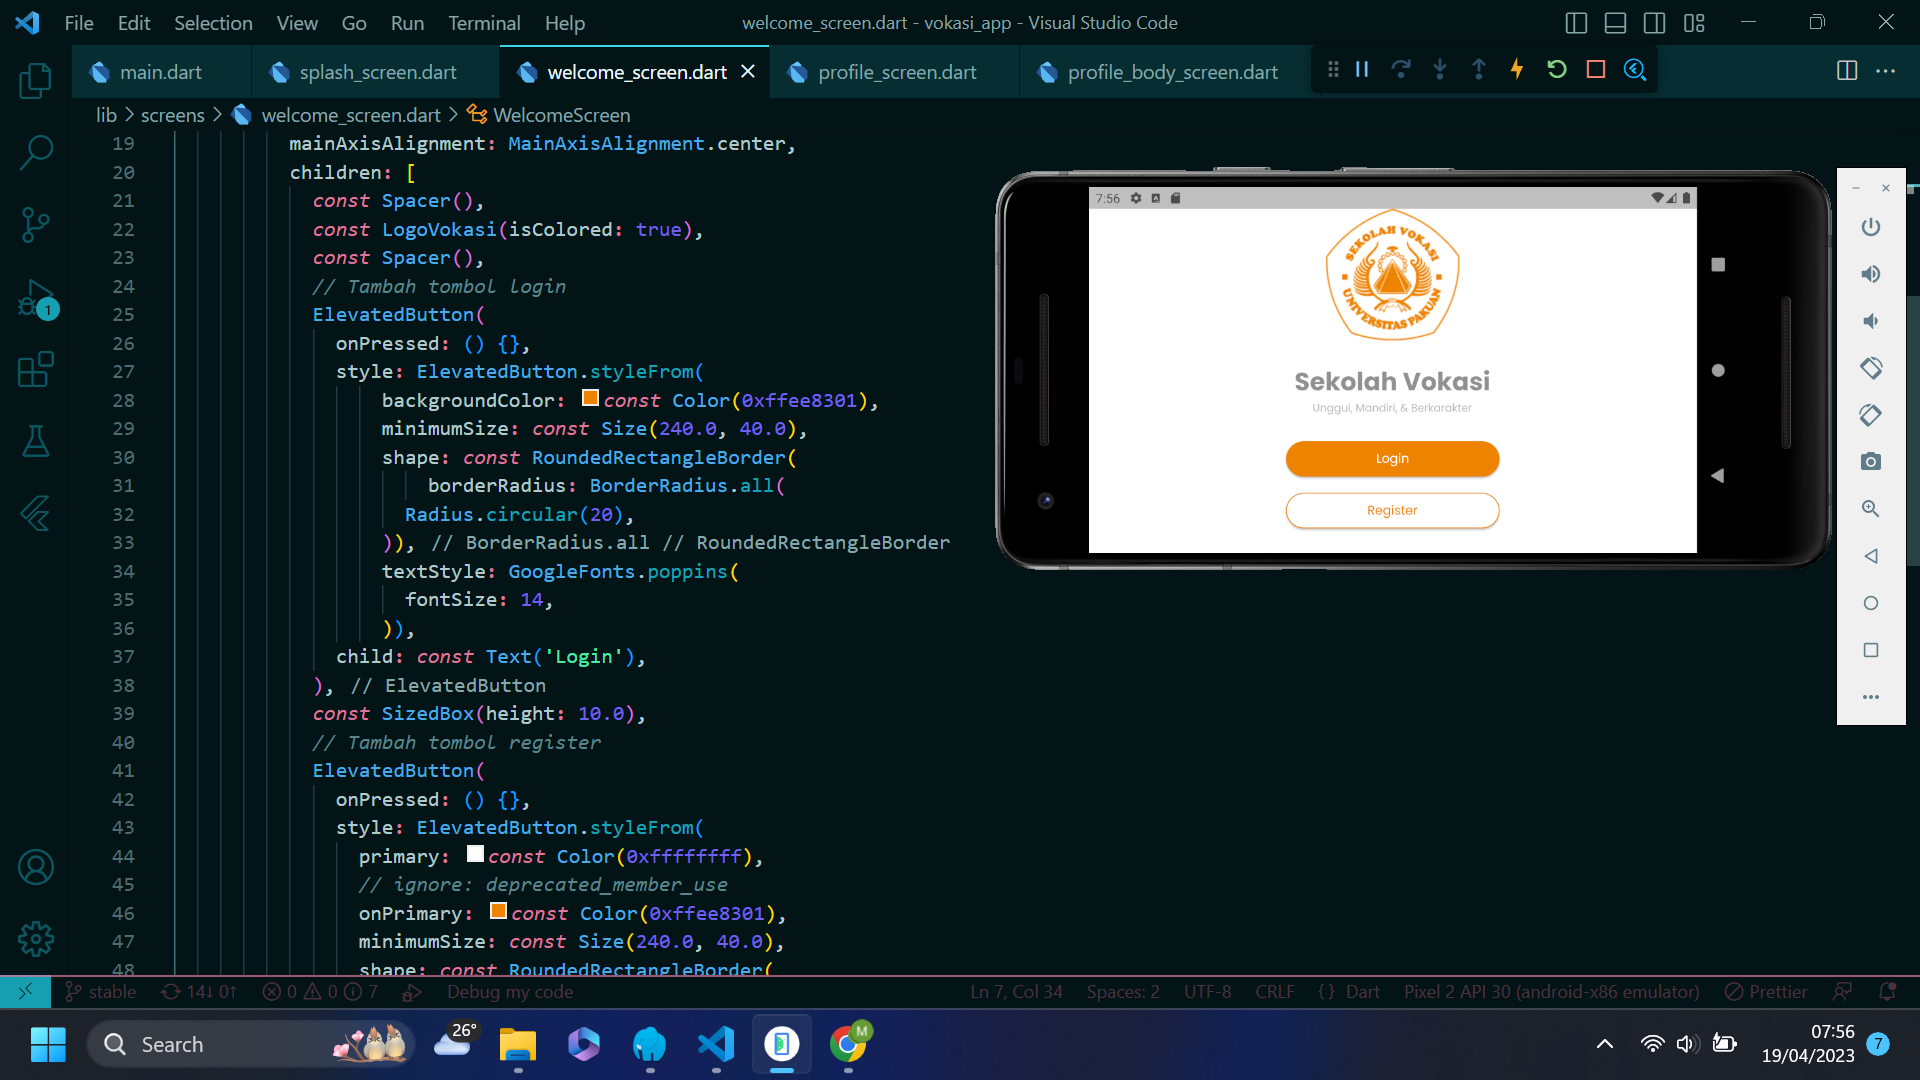 File Edit Selection View Go Run Terminal Help
welcome_screen.dart - vokasi_app - Visual Studio Code
main.dart
splash_screen.dart
welcome_screen.dart
profile_screen.dart
profile_body_screen.dart
lib > screens > welcome_screen.dart > WelcomeScreen
19 mainAxisAlignment: MainAxisAlignment.center,
20 children: [
21 const Spacer(),
22 const LogoVokasi(isColored: true),
23 const Spacer(),
24 // Tambah tombol login
25 ElevatedButton(
26 onPressed: () {},
27 style: ElevatedButton.styleFrom(
28 backgroundColor: const Color(0xffee8301),
29 minimumSize: const Size(240.0, 40.0),
30 shape: const RoundedRectangleBorder(
31 borderRadius: BorderRadius.all(
32 Radius.circular(20),
33 )), // BorderRadius.all // RoundedRectangleBorder
34 textStyle: GoogleFonts.poppins(
35 fontSize: 14,
36 )),
37 child: const Text('Login'),
38 ), // ElevatedButton
39 const SizedBox(height: 10.0),
40 // Tambah tombol register
41 ElevatedButton(
42 onPressed: () {},
43 style: ElevatedButton.styleFrom(
44 primary: const Color(0xffffffff),
45 // ignore: deprecated_member_use
46 onPrimary: const Color(0xffee8301),
47 minimumSize: const Size(240.0, 40.0),
48 shape: const RoundedRectangleBorder(
1
7:56
SEKOLAH VOKASI
UNIVERSITAS PAKUAN
Sekolah Vokasi
Unggul, Mandiri, & Berkarakter
Login
Register
stable 14↓ 0↑ 0 0 7 Debug my code
Ln 7, Col 34 Spaces: 2 UTF-8 CRLF {} Dart Pixel 2 API 30 (android-x86 emulator) Prettier
Search
26°
M
07:56
19/04/2023
7